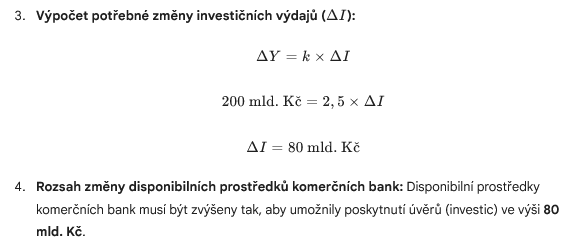 3. Výpočet potřebné změny investičních výdajů (ΔI):
ΔY = k × ΔI
200 mld. Kč = 2, 5 × ΔI
ΔI = 80 mld. Kč
4. Rozsah změny disponibilních prostředků komerčních bank: Disponibilní prostředky
komerčních bank musí být zvýšeny tak, aby umožnily poskytnutí úvěrů (investic) ve výši 80
mld. Kč.